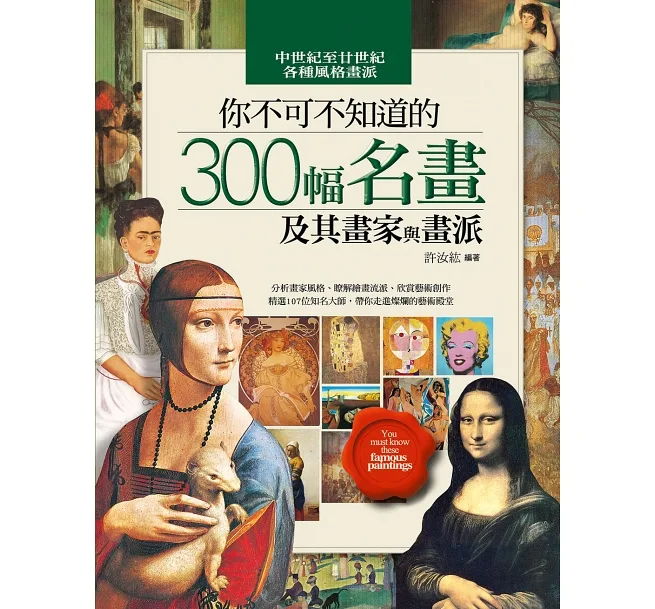 中世紀至廿世紀
各種風格畫派
你不可不知道的
300幅名畫
及其畫家與畫派
許汝紘 編著
分析畫家風格、瞭解繪畫流派、欣賞藝術創作
精選107位知名大師，帶你走進燦爛的藝術殿堂
You
must know
these
famous
paintings